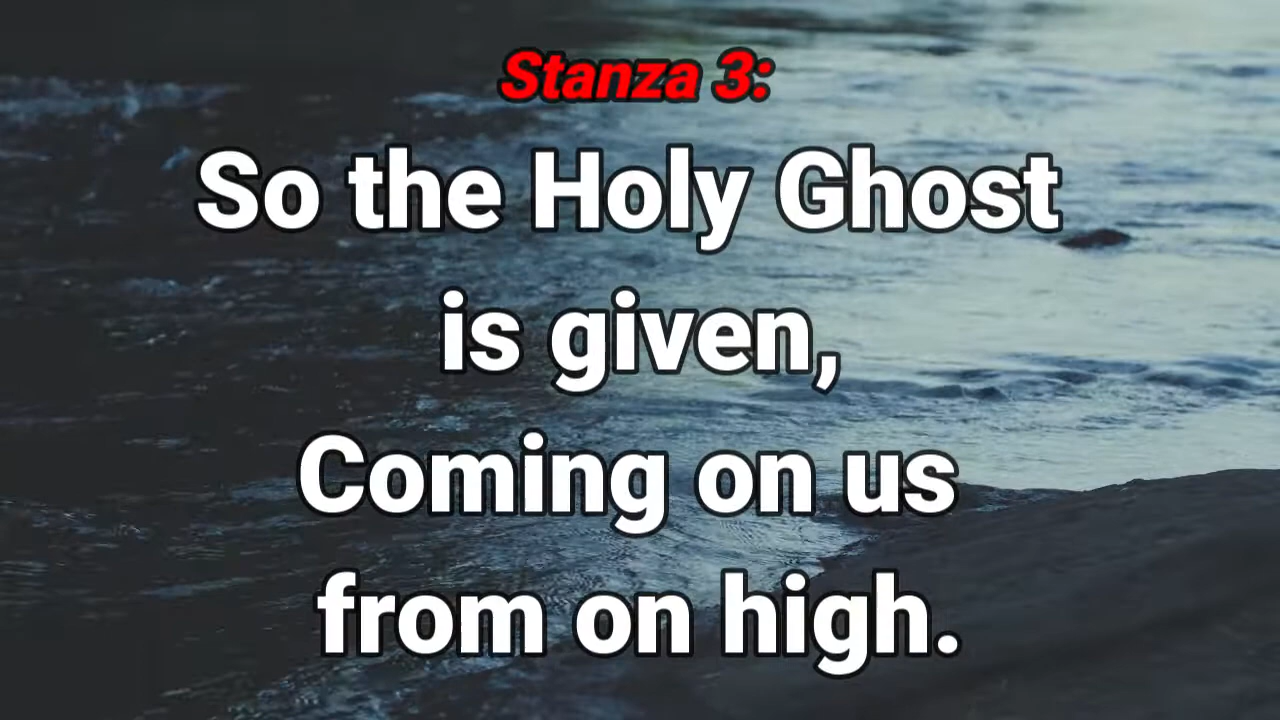 Stanza 3:
So the Holy Ghost
is given,
Coming on us
from on high.